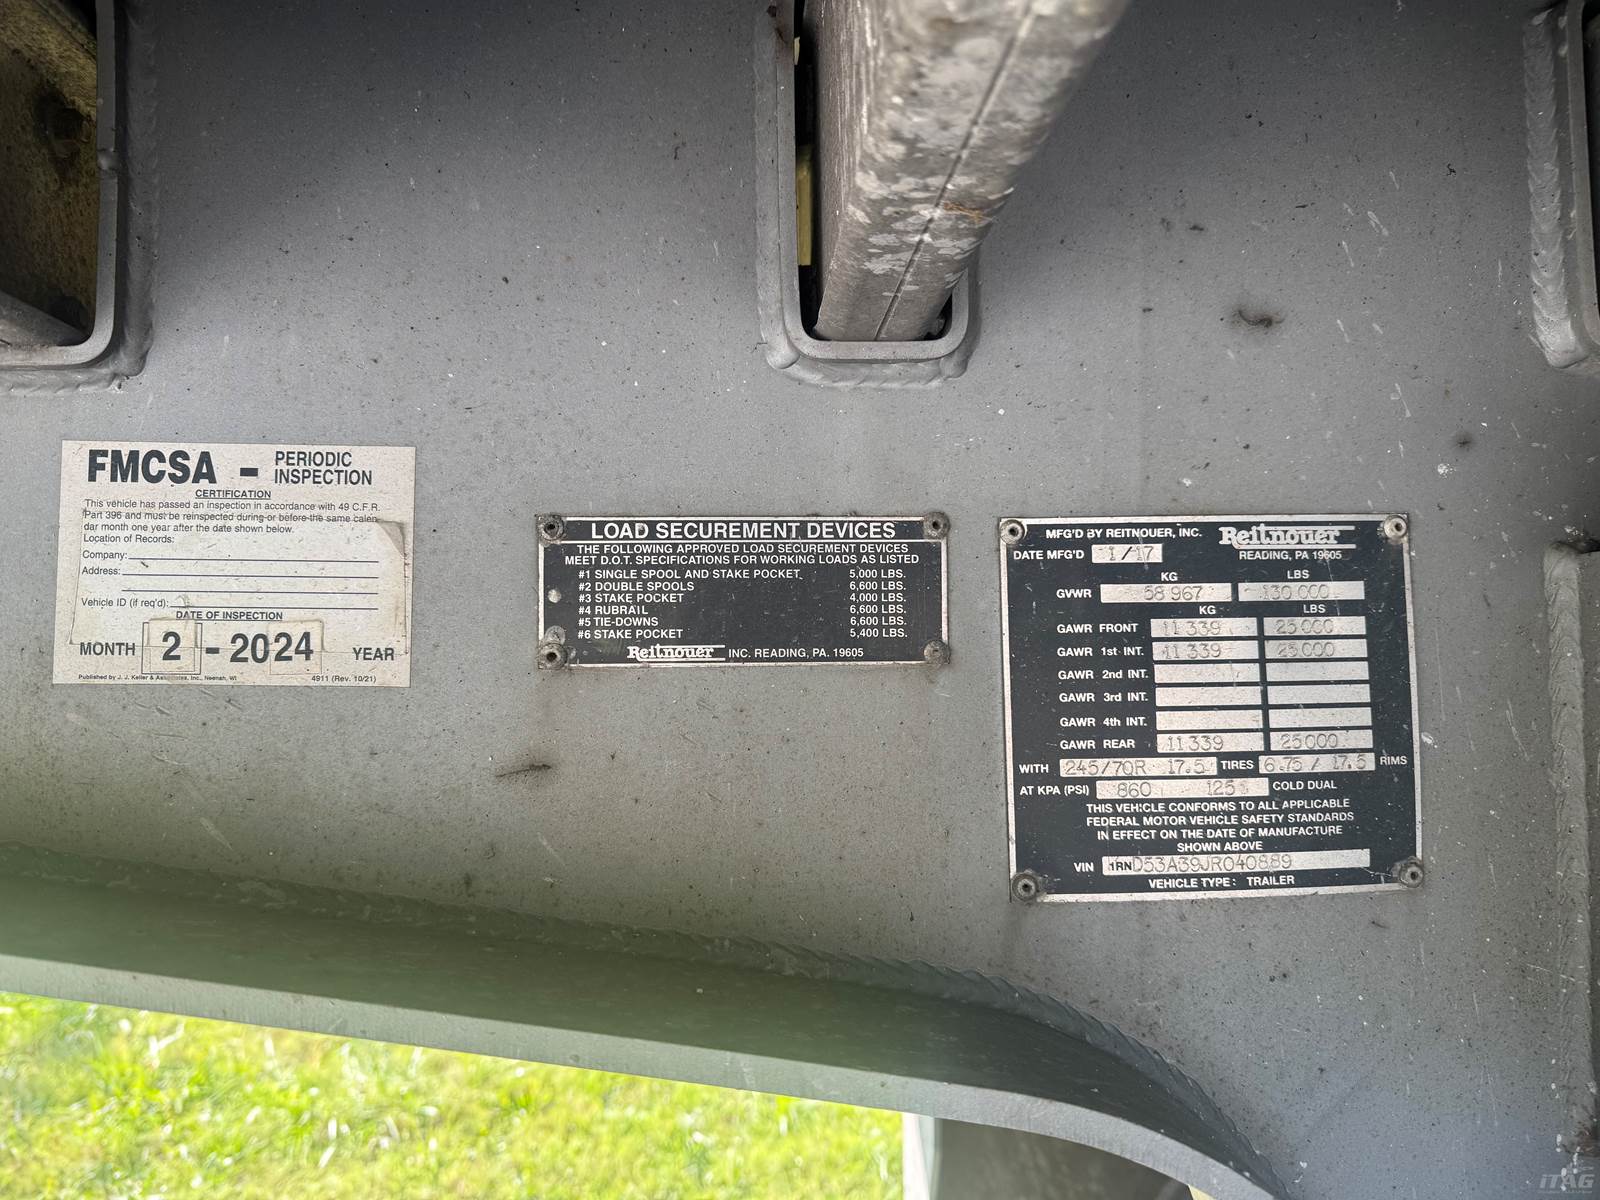 FMCSA - PERIODIC INSPECTION
CERTIFICATION
This vehicle has passed an inspection in accordance with 49 C.F.R.
Part 396 and must be reinspected during or before the same calen-
dar month one year after the date shown below.
Location of Records:
Company:
Address:
Vehicle ID (if req'd):
DATE OF INSPECTION
MONTH 2 - 2024 YEAR
Published by J. J. Keller & Associates, Inc., Neenah, WI 4911 (Rev. 10/21)
LOAD SECUREMENT DEVICES
THE FOLLOWING APPROVED LOAD SECUREMENT DEVICES
MEET D.O.T. SPECIFICATIONS FOR WORKING LOADS AS LISTED
#1 SINGLE SPOOL AND STAKE POCKET 5,000 LBS.
#2 DOUBLE SPOOLS 6,600 LBS.
#3 STAKE POCKET 4,000 LBS.
#4 RUBRAIL 6,600 LBS.
#5 TIE-DOWNS 6,600 LBS.
#6 STAKE POCKET 5,400 LBS.
Reitnouer INC. READING, PA. 19605
MFG'D BY REITNOUER, INC. Reitnouer
DATE MFG'D 1/17 READING, PA 19605
KG LBS
GVWR 58 967 130 000
KG LBS
GAWR FRONT 11 339 25 000
GAWR 1st INT. 11 339 25 000
GAWR 2nd INT.
GAWR 3rd INT.
GAWR 4th INT.
GAWR REAR 11 339 25 000
WITH 245/70R 17.5 TIRES 6.75 / 17.5 RIMS
AT KPA (PSI) 860 125 COLD DUAL
THIS VEHICLE CONFORMS TO ALL APPLICABLE
FEDERAL MOTOR VEHICLE SAFETY STANDARDS
IN EFFECT ON THE DATE OF MANUFACTURE
SHOWN ABOVE
VIN 1RND53A39JR040889
VEHICLE TYPE: TRAILER
iTAG